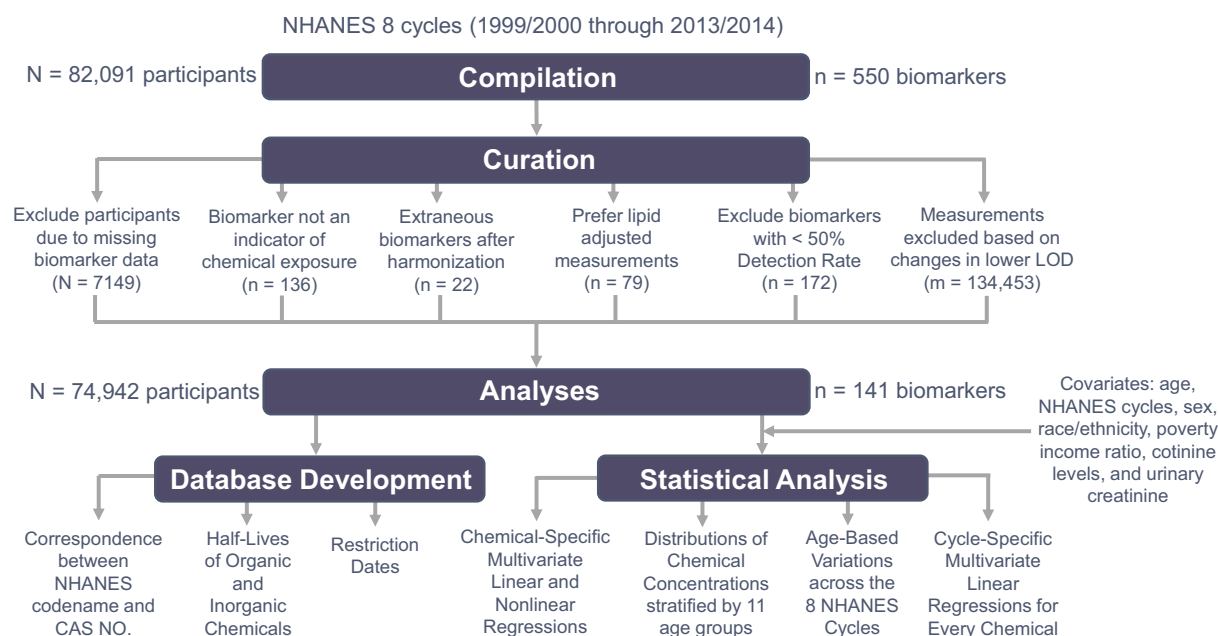 NHANES 8 cycles (1999/2000 through 2013/2014)
N = 82,091 participants
Compilation
n = 550 biomarkers
Curation
Exclude participants
due to missing
biomarker data
(N = 7149)
Biomarker not an
indicator of
chemical exposure
(n = 136)
Extraneous
biomarkers after
harmonization
(n = 22)
Prefer lipid
adjusted
measurements
(n = 79)
Exclude biomarkers
with < 50%
Detection Rate
(n = 172)
Measurements
excluded based on
changes in lower LOD
(m = 134,453)
N = 74,942 participants
Analyses
n = 141 biomarkers
Covariates: age,
NHANES cycles, sex,
race/ethnicity, poverty
income ratio, cotinine
levels, and urinary
creatinine
Database Development
Statistical Analysis
Correspondence
between
NHANES
codename and
CAS NO.
Half-Lives
of Organic
and
Inorganic
Chemicals
Restriction
Dates
Chemical-Specific
Multivariate
Linear and
Nonlinear
Regressions
Distributions of
Chemical
Concentrations
stratified by 11
age groups
Age-Based
Variations
across the
8 NHANES
Cycles
Cycle-Specific
Multivariate
Linear
Regressions for
Every Chemical